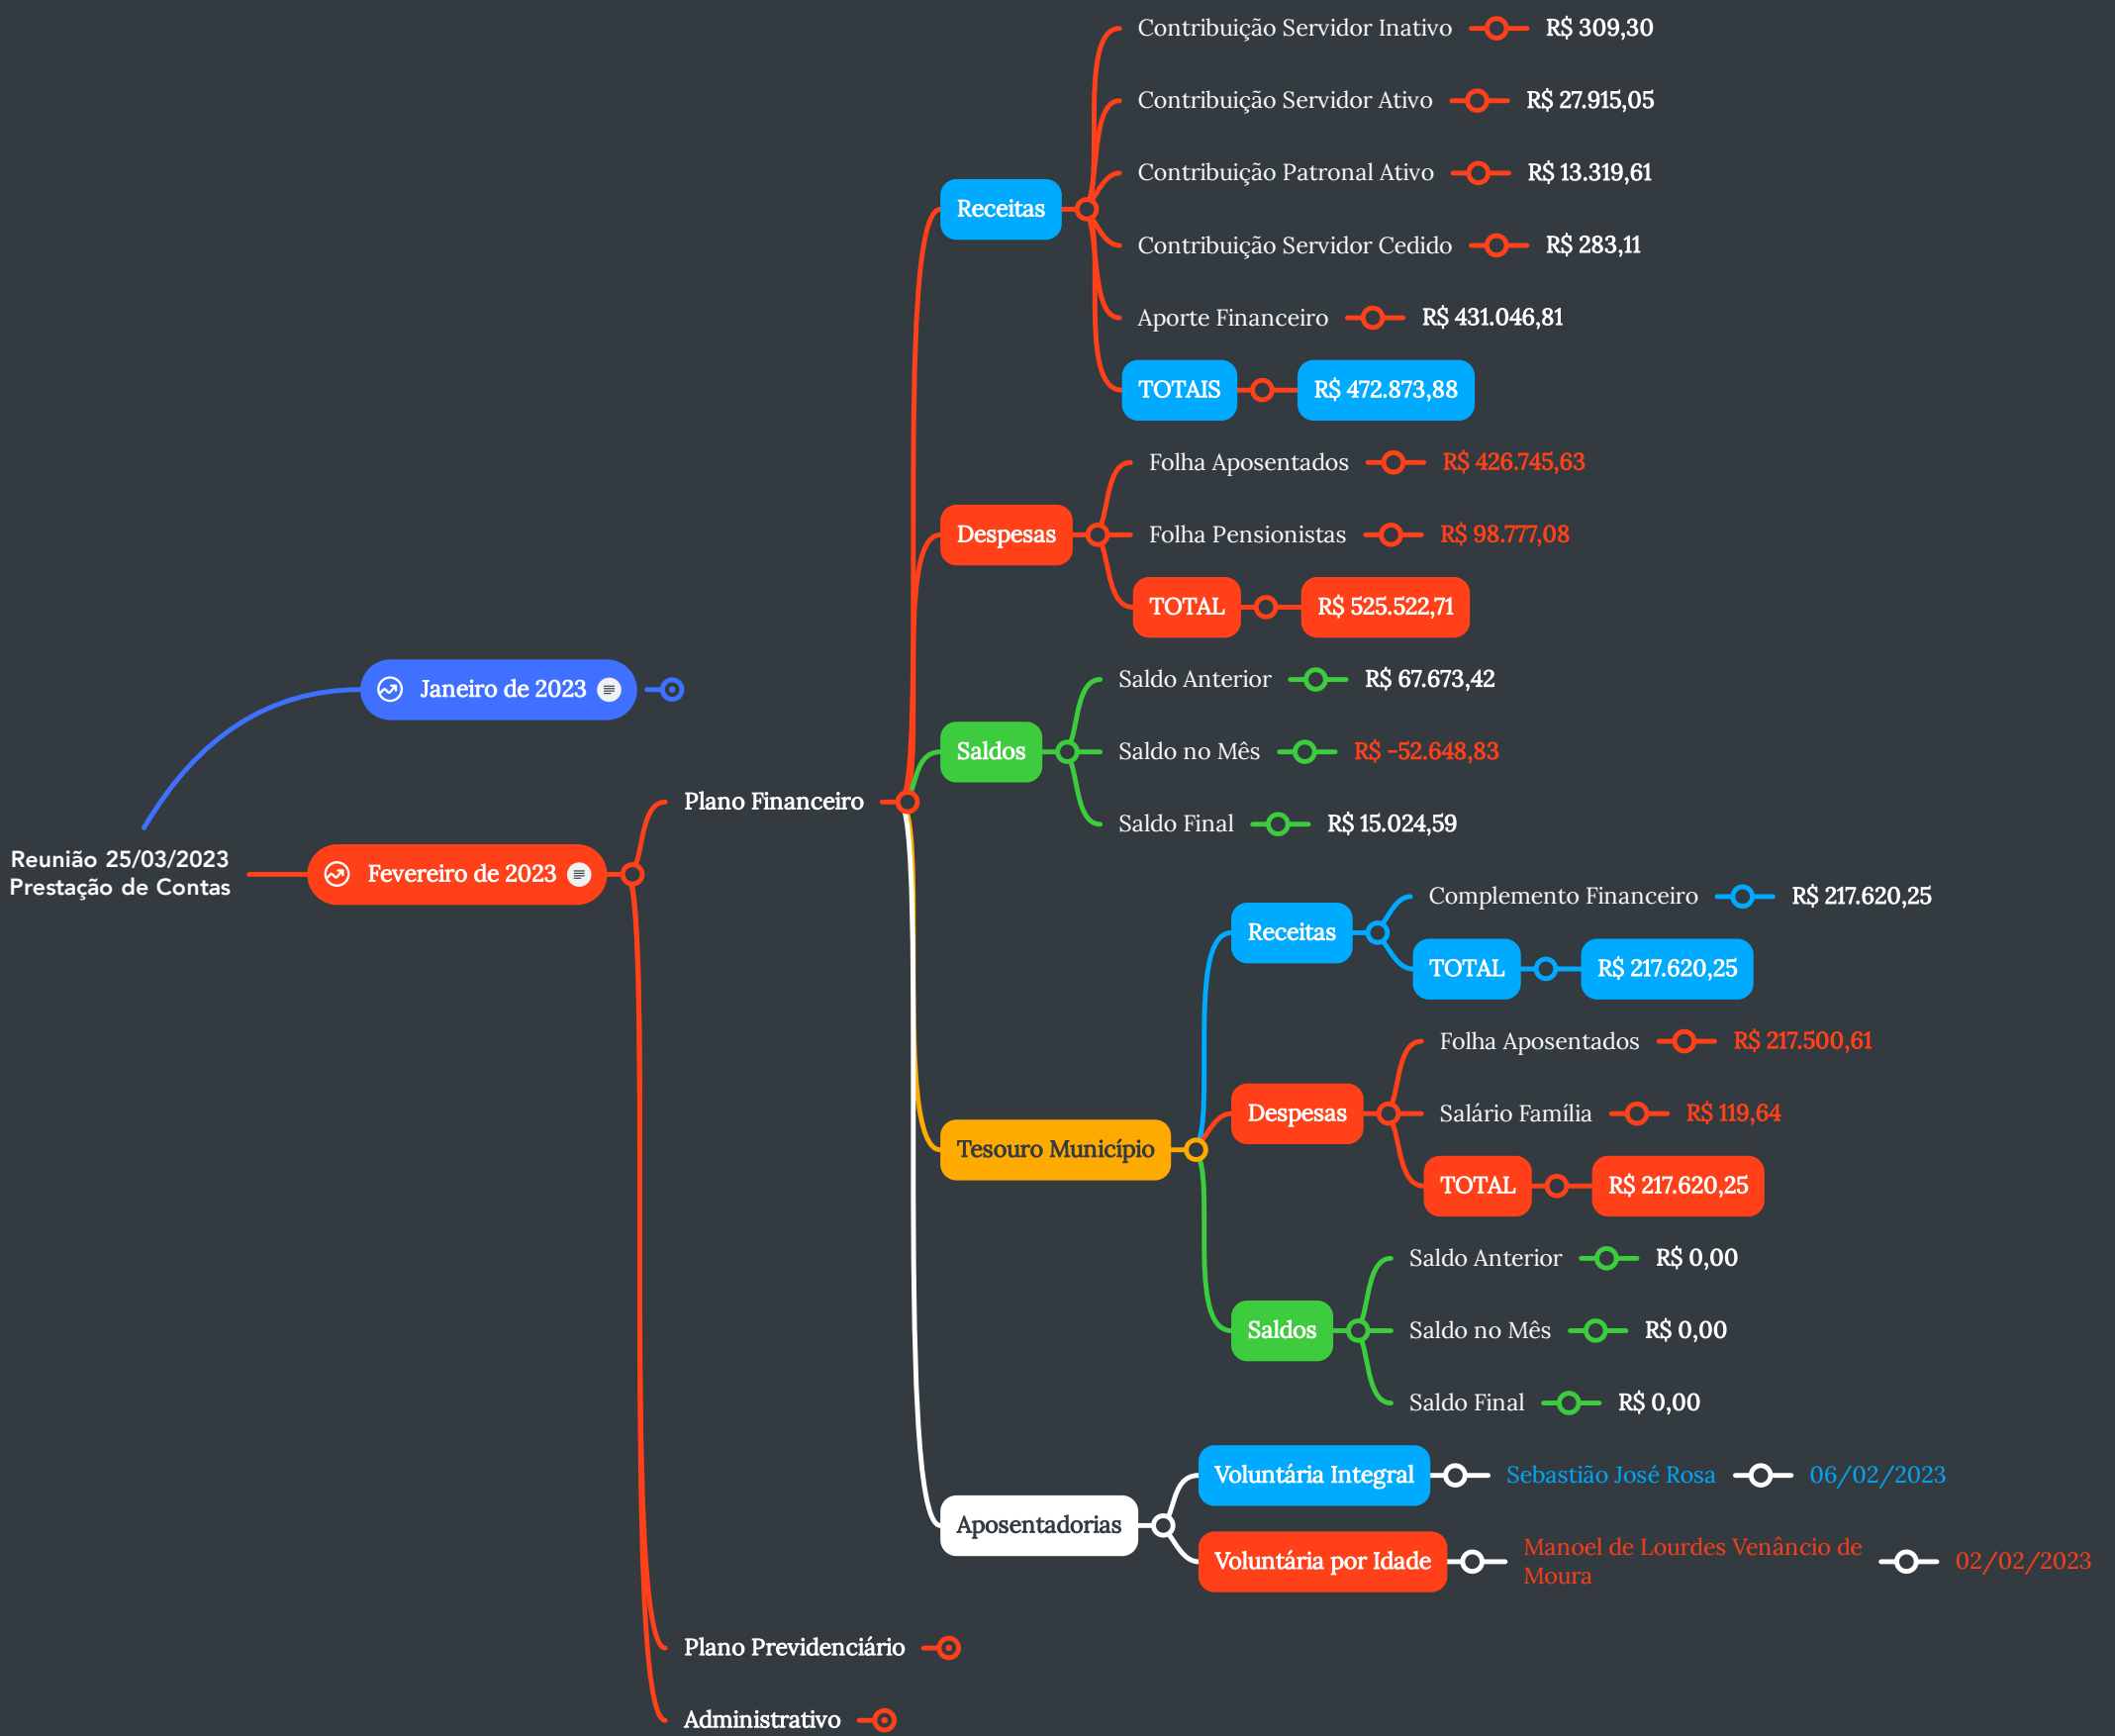 Reunião 25/03/2023
Prestação de Contas
Janeiro de 2023
Fevereiro de 2023
Plano Financeiro
Receitas
Contribuição Servidor Inativo R$ 309,30
Contribuição Servidor Ativo R$ 27.915,05
Contribuição Patronal Ativo R$ 13.319,61
Contribuição Servidor Cedido R$ 283,11
Aporte Financeiro R$ 431.046,81
TOTAIS R$ 472.873,88
Despesas
Folha Aposentados R$ 426.745,63
Folha Pensionistas R$ 98.777,08
TOTAL R$ 525.522,71
Saldos
Saldo Anterior R$ 67.673,42
Saldo no Mês R$ -52.648,83
Saldo Final R$ 15.024,59
Tesouro Município
Receitas
Complemento Financeiro R$ 217.620,25
TOTAL R$ 217.620,25
Despesas
Folha Aposentados R$ 217.500,61
Salário Família R$ 119,64
TOTAL R$ 217.620,25
Saldos
Saldo Anterior R$ 0,00
Saldo no Mês R$ 0,00
Saldo Final R$ 0,00
Aposentadorias
Voluntária Integral Sebastião José Rosa 06/02/2023
Voluntária por Idade Manoel de Lourdes Venâncio de
Moura 02/02/2023
Plano Previdenciário
Administrativo